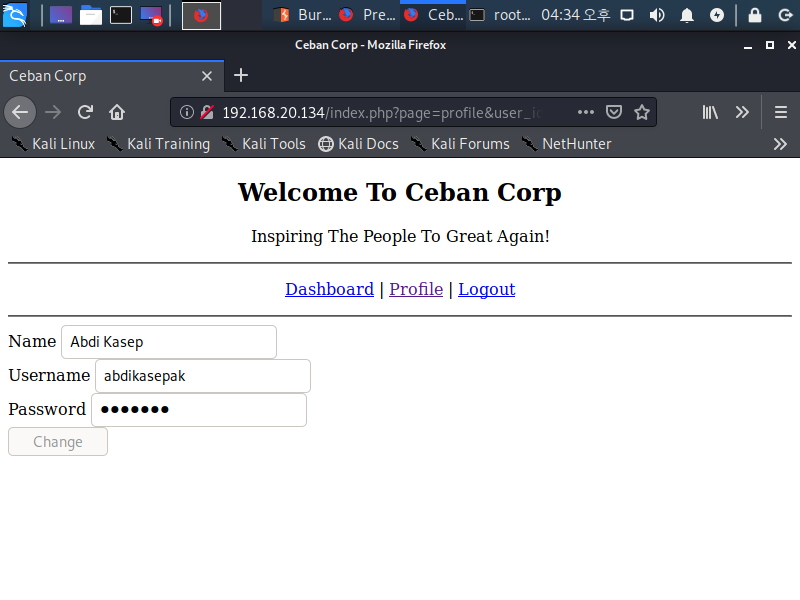 Bur... Pre... Ceb... root... 04:34 오후
Ceban Corp - Mozilla Firefox
Ceban Corp
192.168.20.134/index.php?page=profile&user_i
Kali Linux Kali Training Kali Tools Kali Docs Kali Forums NetHunter
Welcome To Ceban Corp
Inspiring The People To Great Again!
Dashboard | Profile | Logout
Name Abdi Kasep
Username abdikasepak
Password •••••••
Change